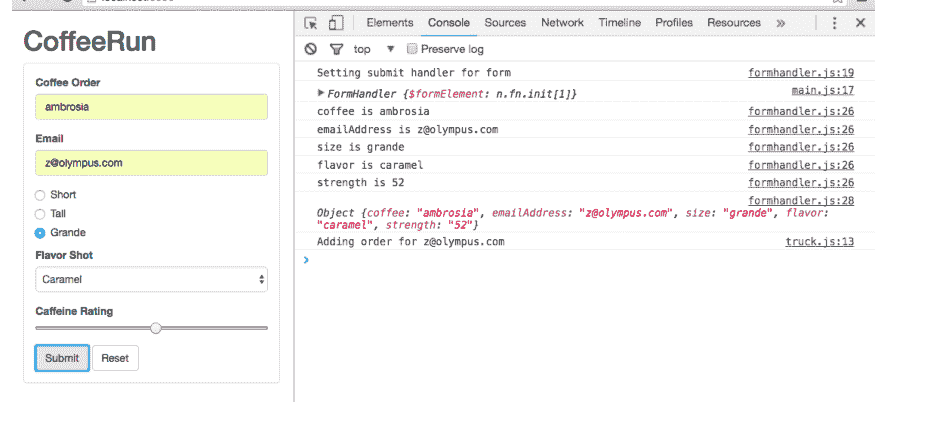 CoffeeRun
Coffee Order
ambrosia
Email
z@olympus.com
Short
Tall
Grande
Flavor Shot
Caramel
Caffeine Rating
Submit Reset
Elements Console Sources Network Timeline Profiles Resources »
top ▼ Preserve log
Setting submit handler for form formhandler.js:19
FormHandler {$formElement: n.fn.init[1]} main.js:17
coffee is ambrosia formhandler.js:26
emailAddress is z@olympus.com formhandler.js:26
size is grande formhandler.js:26
flavor is caramel formhandler.js:26
strength is 52 formhandler.js:26
formhandler.js:28
Object {coffee: "ambrosia", emailAddress: "z@olympus.com", size: "grande", flavor:
"caramel", strength: "52"}
Adding order for z@olympus.com truck.js:13